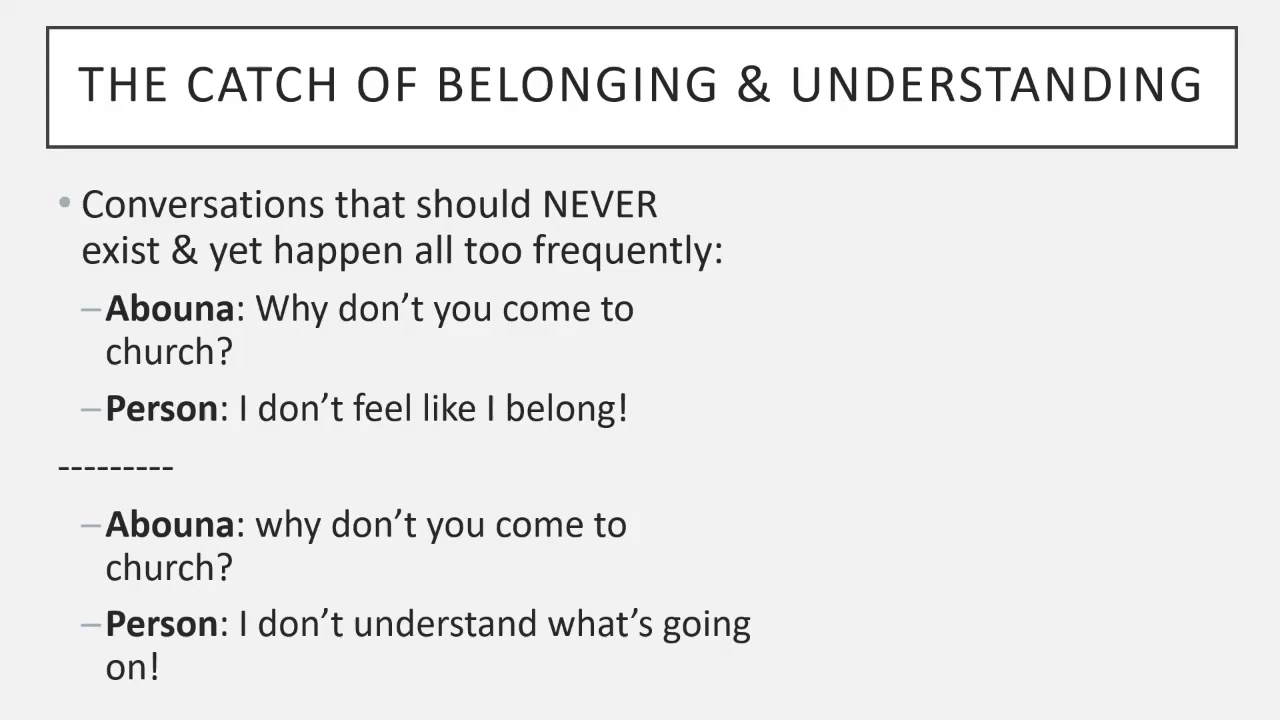 THE CATCH OF BELONGING & UNDERSTANDING
• Conversations that should NEVER
exist & yet happen all too frequently:
–Abouna: Why don’t you come to
church?
–Person: I don’t feel like I belong!
---------
–Abouna: why don’t you come to
church?
–Person: I don’t understand what’s going
on!